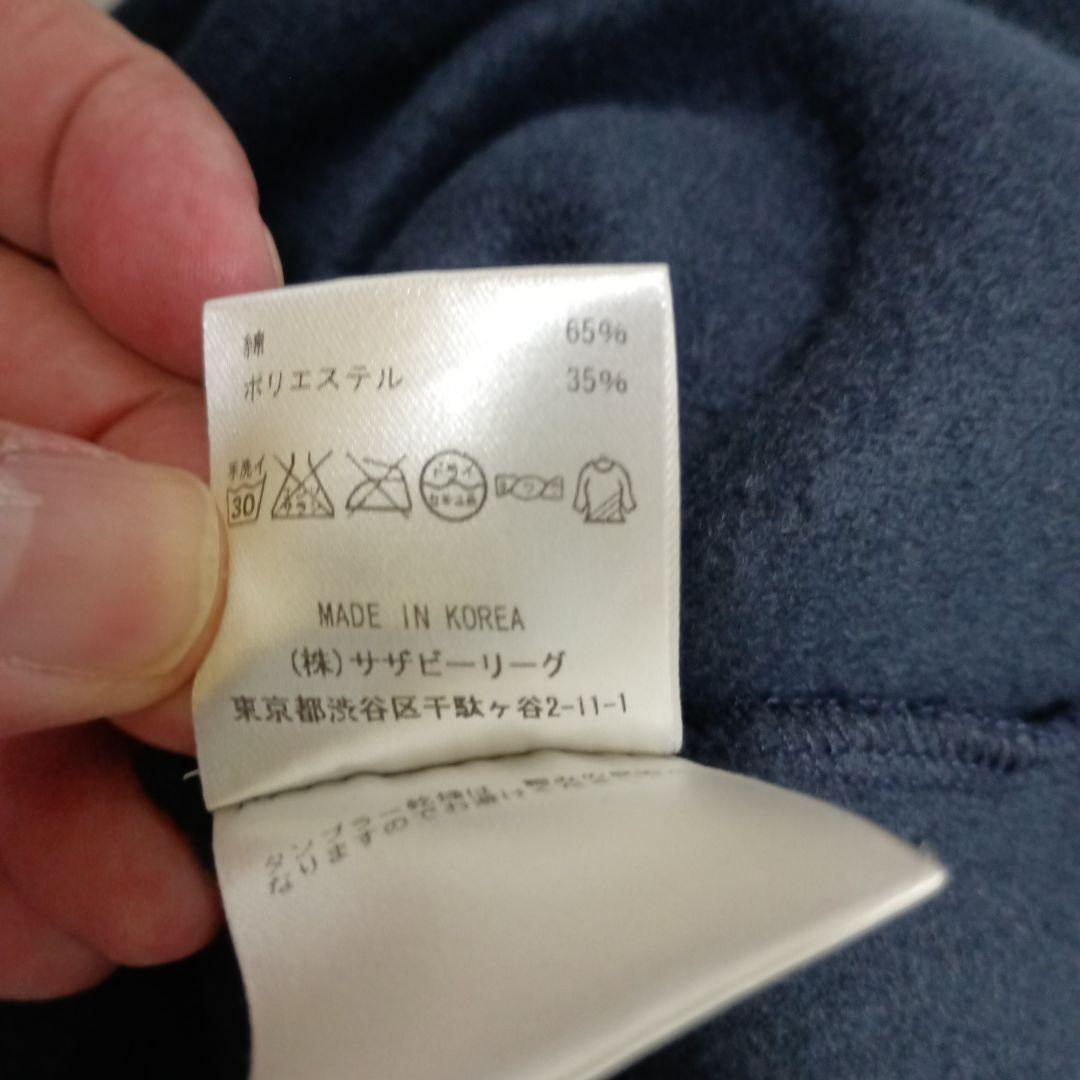 綿 65%
ポリエステル 35%
手洗イ
30
ドライ
セキユ系
MADE IN KOREA
(株)サザビーリーグ
東京都渋谷区千駄ヶ谷2-11-1
タンブラー乾燥
なりますので